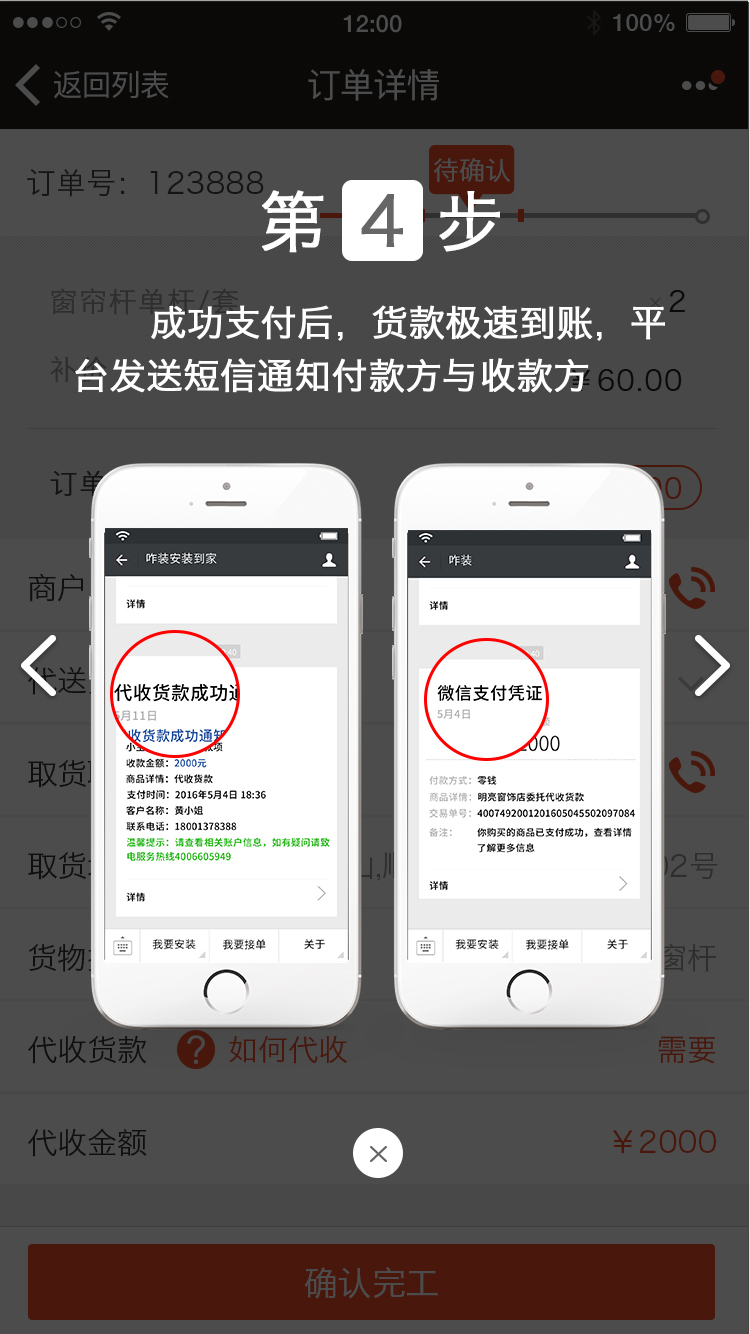 12:00
100%
返回列表
订单详情
订单号：123888
待确认
第4步
窗帘杆单杆/套
×2
成功支付后，货款极速到账，平
台发送短信通知付款方与收款方
¥60.00
订单
商户
取货
取货
2号
货物
窗杆
咋装安装到家
详情
代收货款成功通
5月11日
收货款成功通知
收款金额：2000元
商品详情：代收货款
支付时间：2016年5月4日 18:36
客户名称：黄小姐
联系电话：18001378388
温馨提示：请查看相关账户信息，如有疑问请致
电服务热线4006605949
详情
我要安装
我要接单
关于
咋装
详情
微信支付凭证
5月4日
2000
付款方式：零钱
商品详情：明亮窗饰店委托代收货款
交易单号：4007492001201605045502097084
备注：你购买的商品已支付成功，查看详情
了解更多信息
详情
我要安装
我要接单
关于
代收货款
?
如何代收
需要
代收金额
¥2000
确认完工